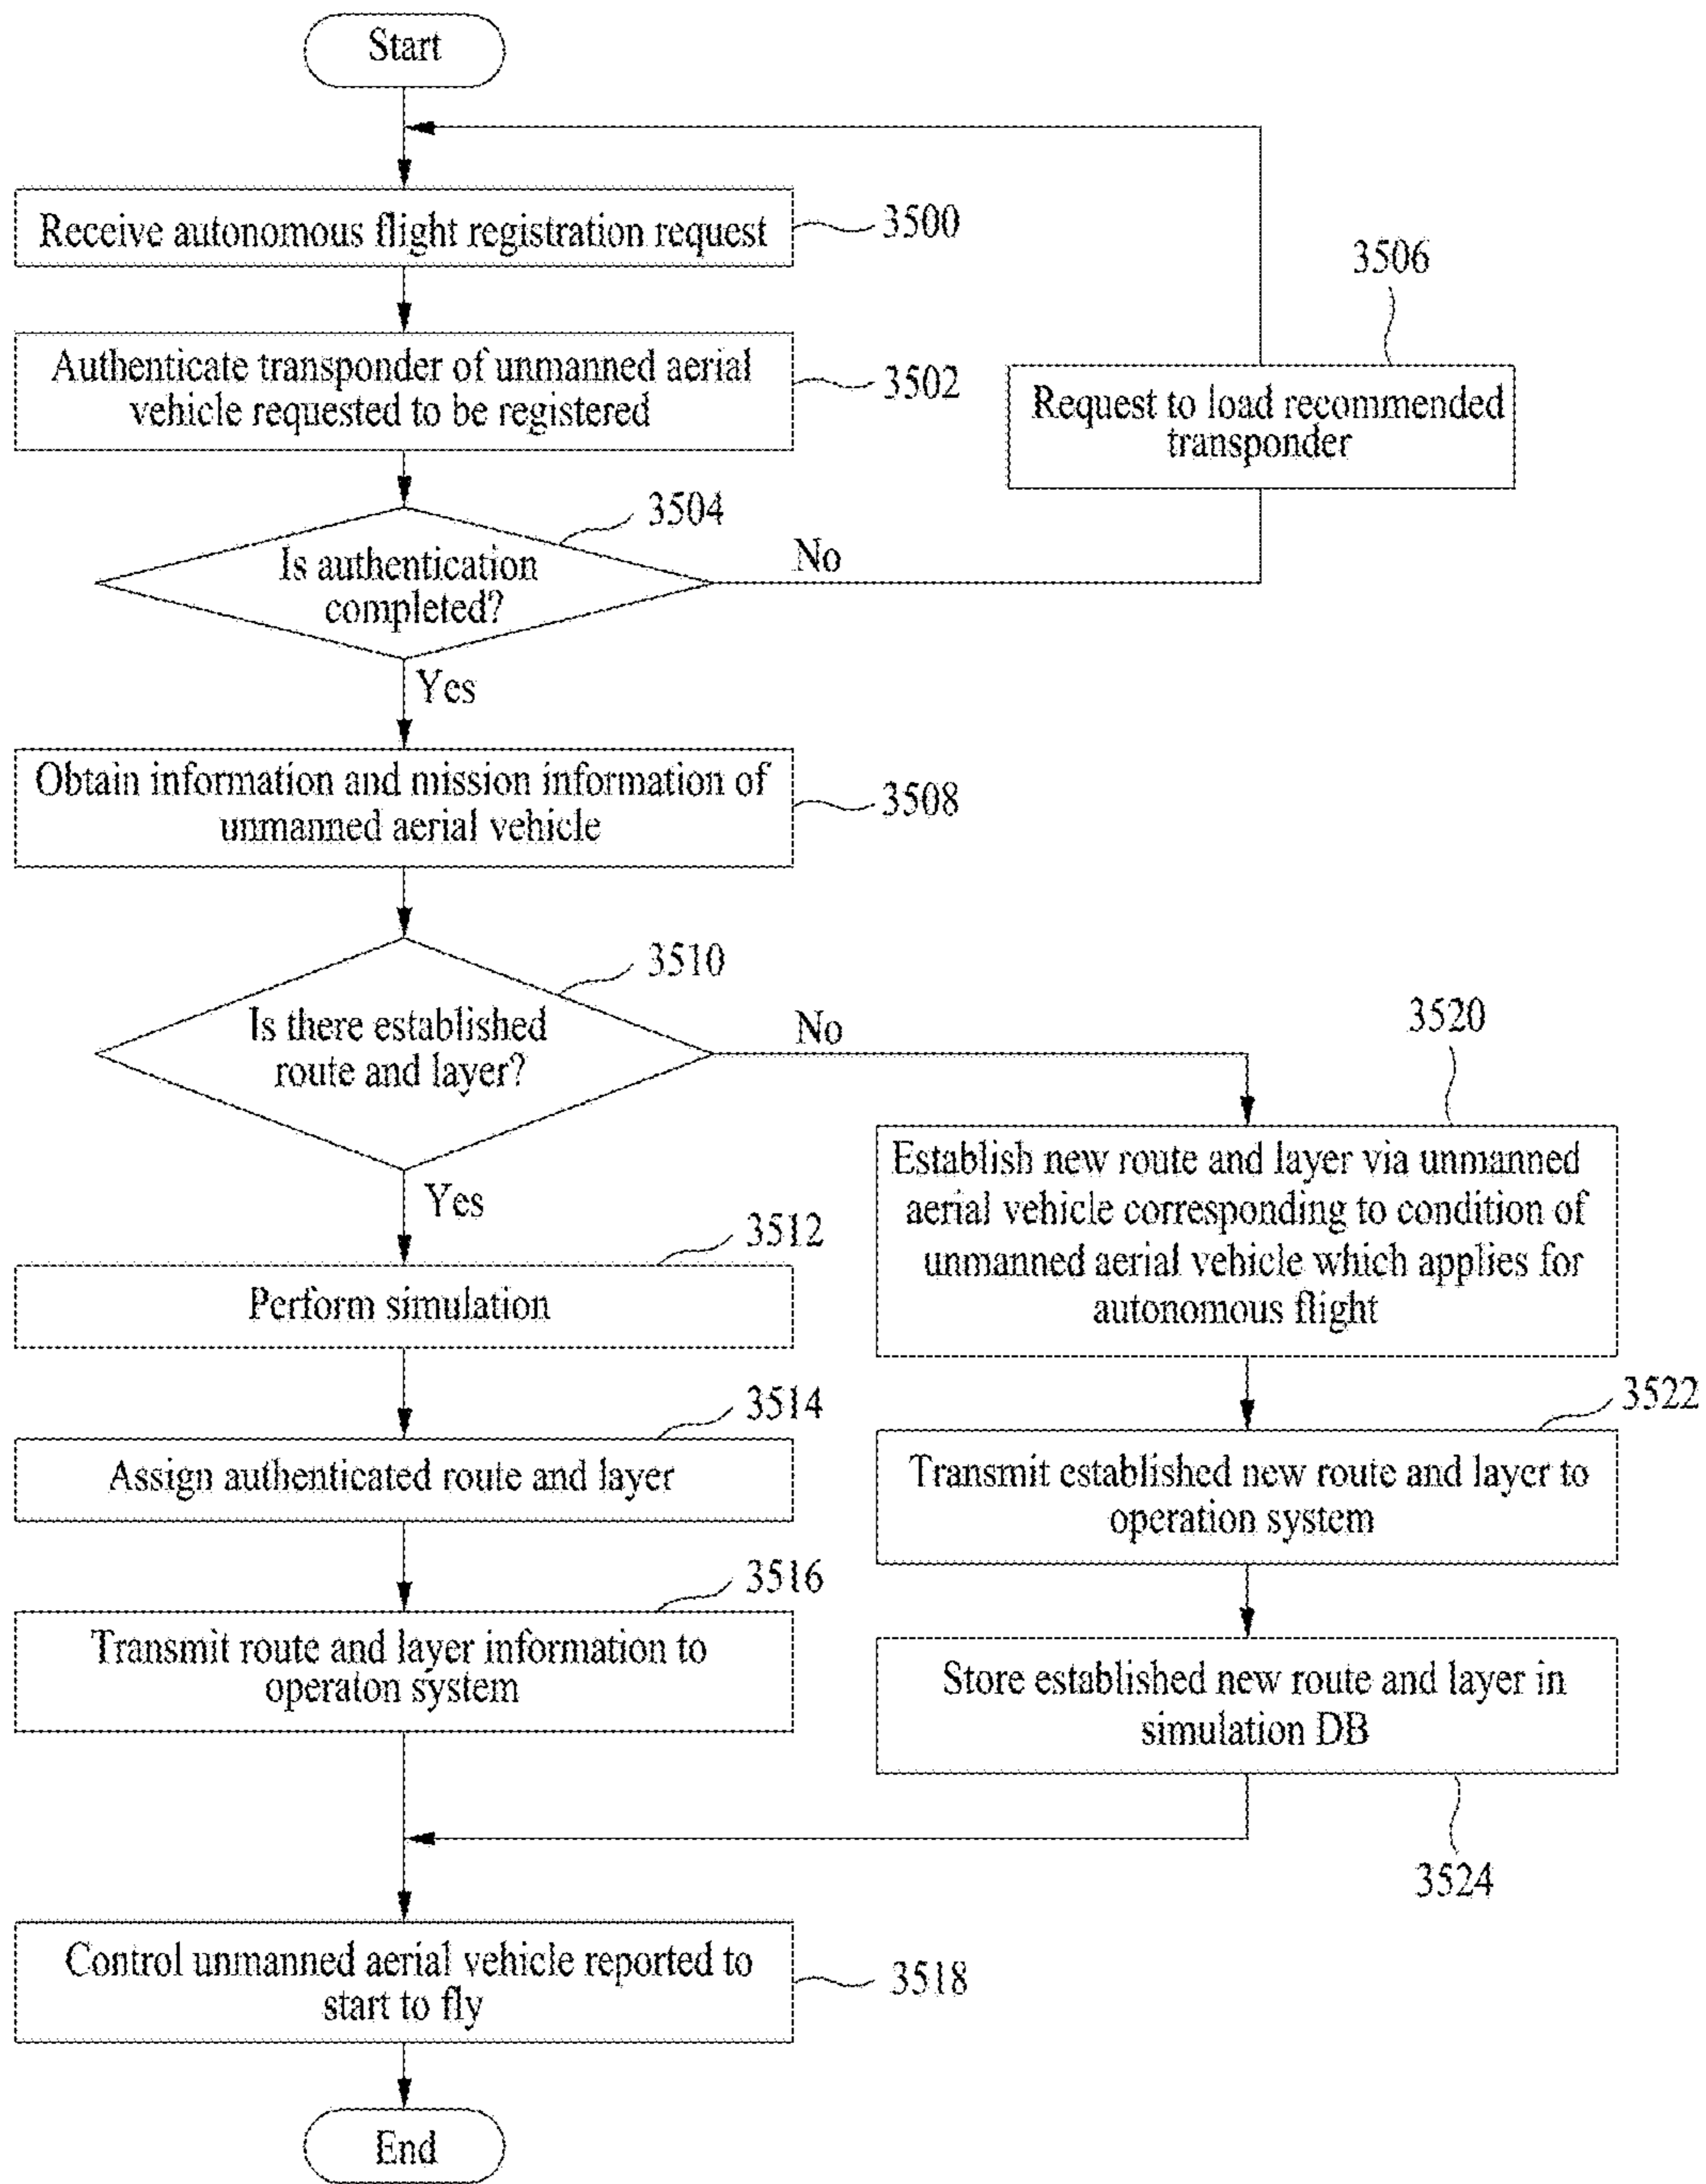 Start
Receive autonomous flight registration request
3500
3506
Authenticate transponder of unmanned aerial
vehicle requested to be registered
3502
Request to load recommended
transponder
3504
Is authentication
completed?
No
Yes
Obtain information and mission information of
unmanned aerial vehicle
3508
3510
Is there established
route and layer?
No
3520
Yes
Establish new route and layer via unmanned
aerial vehicle corresponding to condition of
unmanned aerial vehicle which applies for
autonomous flight
3512
Perform simulation
3514
Assign authenticated route and layer
3522
Transmit established new route and layer to
operation system
3516
Transmit route and layer information to
operaton system
Store established new route and layer in
simulation DB
3524
Control unmanned aerial vehicle reported to
start to fly
3518
End